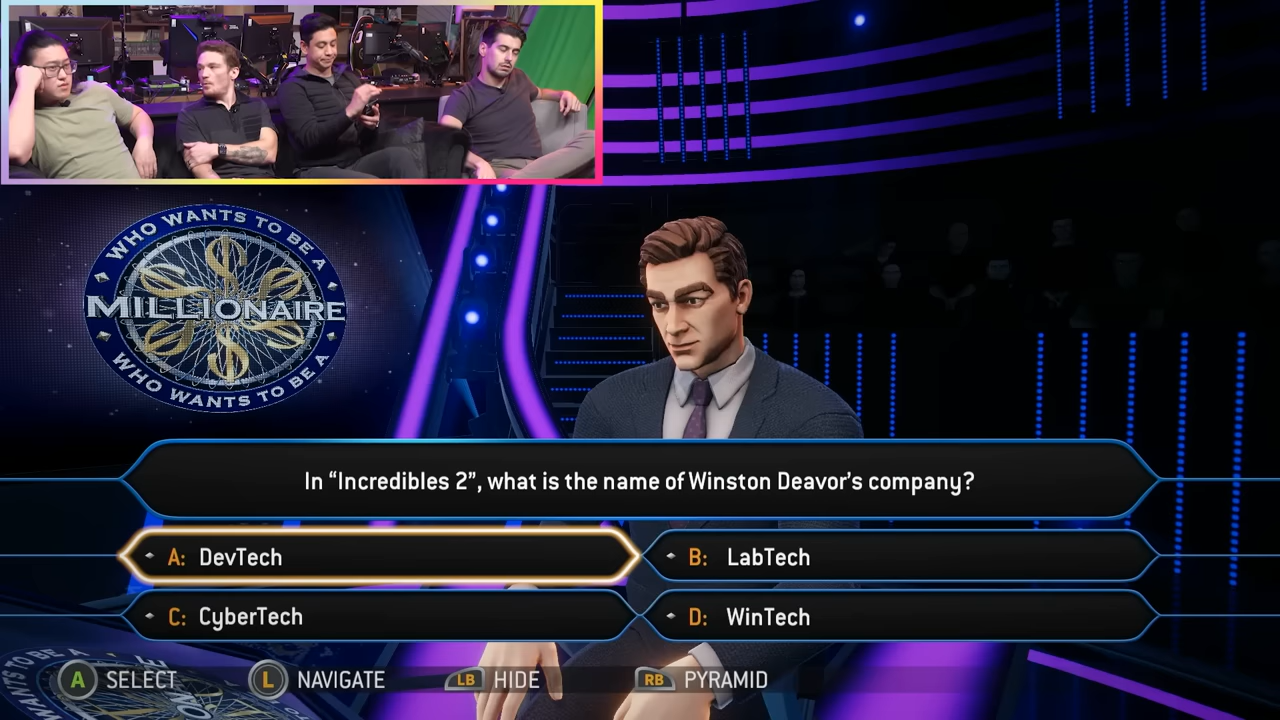 WHO WANTS TO BE A
MILLIONAIRE
WHO WANTS TO BE A
In “Incredibles 2”, what is the name of Winston Deavor’s company?
A: DevTech
B: LabTech
C: CyberTech
D: WinTech
A SELECT
L NAVIGATE
LB HIDE
RB PYRAMID